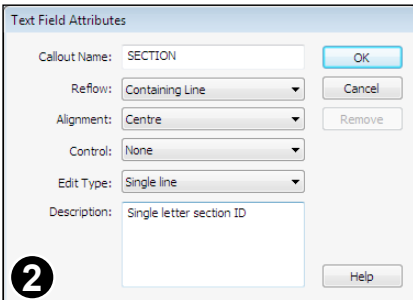 Text Field Attributes
Callout Name: SECTION OK
Reflow: Containing Line Cancel
Alignment: Centre Remove
Control: None
Edit Type: Single line
Description: Single letter section ID
2 Help